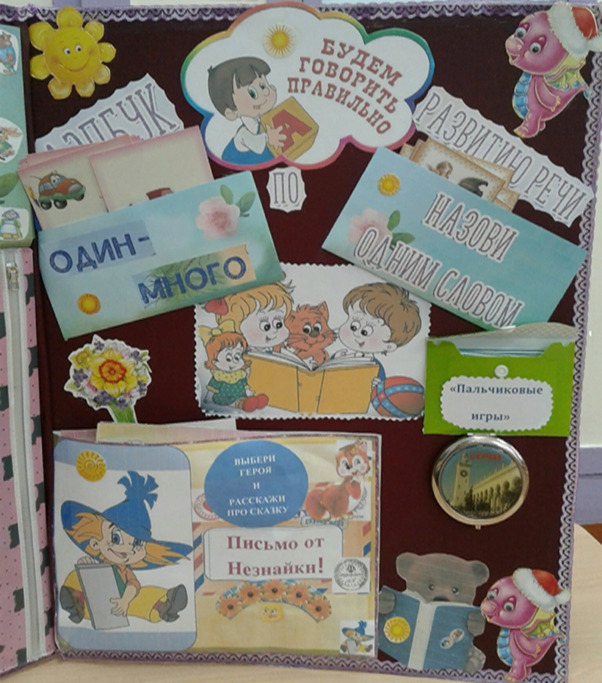 БУДЕМ
ГОВОРИТЬ
ПРАВИЛЬНО
ЛЭПБУК
ПО
РАЗВИТИЮ РЕЧИ
ОДИН-
МНОГО
НАЗОВИ
ОДНИМ СЛОВОМ
«Пальчиковые
игры»
ВЫБЕРИ
ГЕРОЯ
И
РАССКАЖИ
ПРО СКАЗКУ
Письмо от
Незнайки!